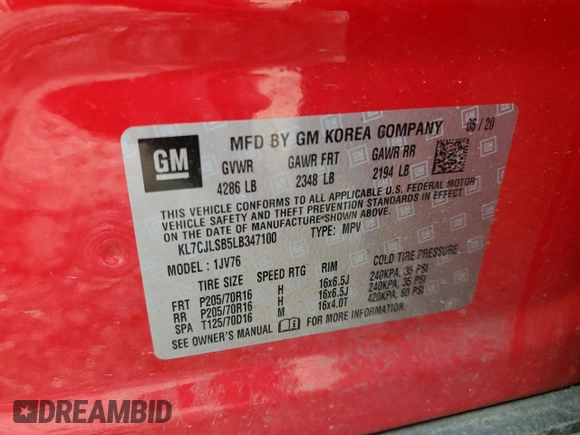 GM
MFD BY GM KOREA COMPANY 05/20
GVWR GAWR FRT GAWR RR
4286 LB 2348 LB 2194 LB
THIS VEHICLE CONFORMS TO ALL APPLICABLE U.S. FEDERAL MOTOR
VEHICLE SAFETY AND THEFT PREVENTION STANDARDS IN EFFECT
ON THE DATE OF MANUFACTURE SHOWN ABOVE.
KL7CJLSB5LB347100 TYPE: MPV
MODEL : 1JV76
TIRE SIZE SPEED RTG RIM COLD TIRE PRESSURE
FRT P205/70R16 H 16x6.5J 240KPA, 35 PSI
RR P205/70R16 H 16x6.5J 240KPA, 35 PSI
SPA T125/70D16 M 16x4.0T 420KPA, 60 PSI
SEE OWNER'S MANUAL FOR MORE INFORMATION.
DREAMBID